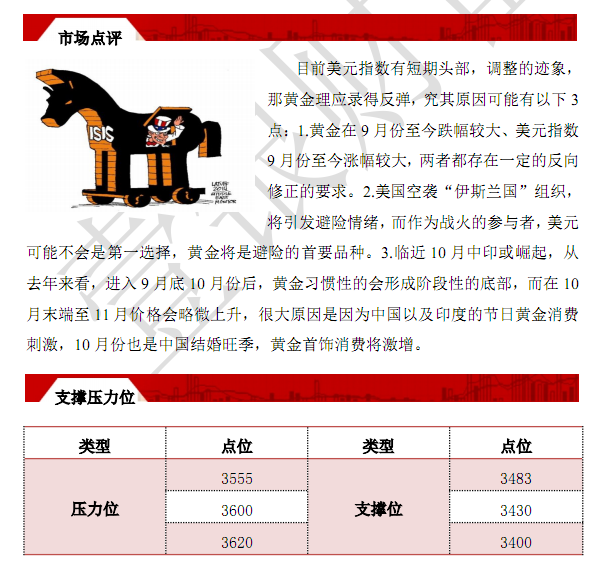 市场点评
目前美元指数有短期头部，调整的迹象，
那黄金理应录得反弹，究其原因可能有以下 3
点：1.黄金在 9 月份至今跌幅较大、美元指数
9 月份至今涨幅较大，两者都存在一定的反向
修正的要求。2.美国空袭“伊斯兰国”组织，
将引发避险情绪，而作为战火的参与者，美元
可能不会是第一选择，黄金将是避险的首要品种。3.临近 10 月中印或崛起，从
去年来看，进入 9 月底 10 月份后，黄金习惯性的会形成阶段性的底部，而在 10
月末端至 11 月价格会略微上升，很大原因是因为中国以及印度的节日黄金消费
刺激，10 月份也是中国结婚旺季，黄金首饰消费将激增。
ISIS
支撑压力位
类型 点位 类型 点位
压力位 支撑位
3555 3483
3600 3430
3620 3400